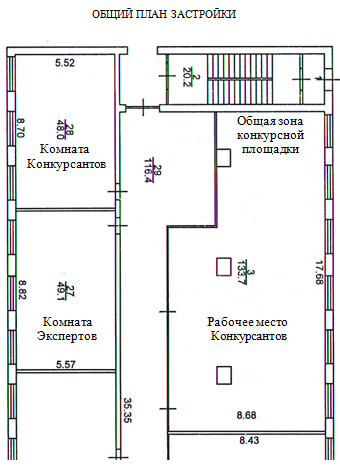 ОБЩИЙ ПЛАН ЗАСТРОЙКИ
5.52
2
20.2
1
8.70
28
48.0
Комната
Конкурсантов
Общая зона
конкурсной
площадки
29
116.4
8.82
27
49.1
3
133.7
17.68
Комната
Экспертов
Рабочее место
Конкурсантов
5.57
35.35
8.68
8.43